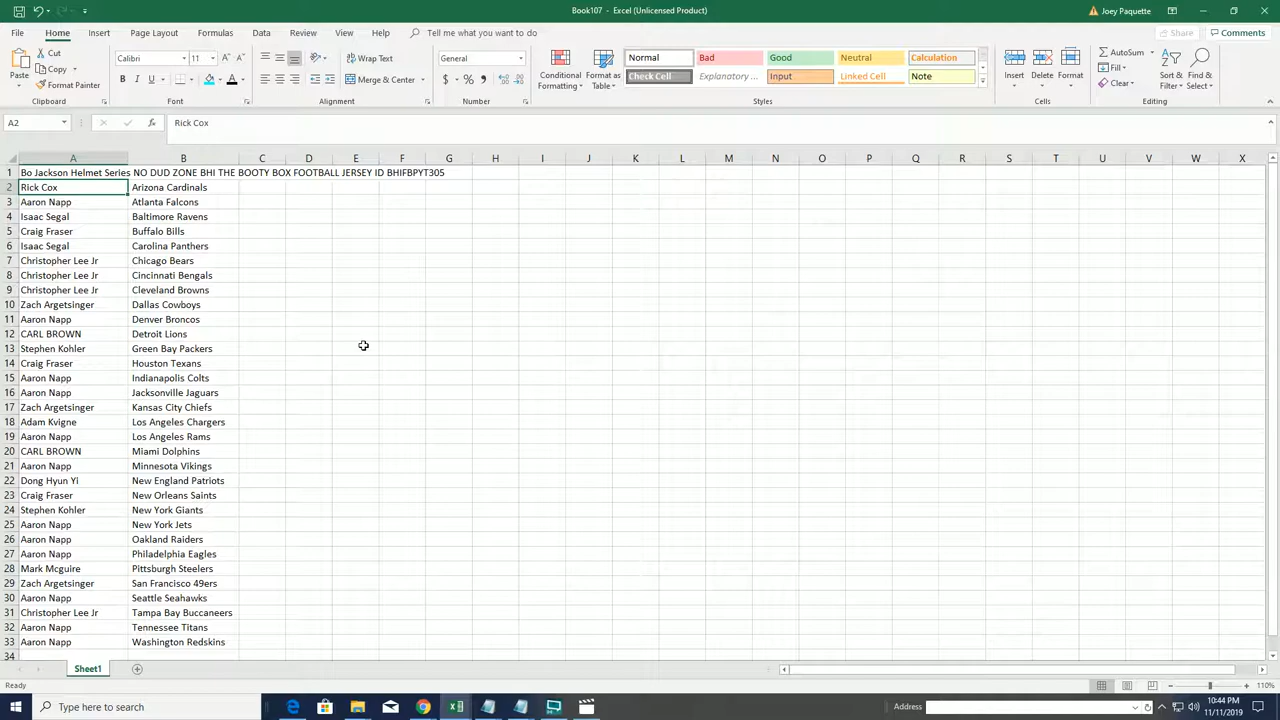 Book107 - Excel (Unlicensed Product)
Joey Paquette
File Home Insert Page Layout Formulas Data Review View Help Tell me what you want to do
Share Comments
Paste
Cut
Copy
Format Painter
Clipboard
Calibri 11
B I U
Font
Wrap Text
Merge & Center
Alignment
General
$ % ,
Number
Conditional Formatting
Format as Table
Normal Bad Good Neutral Calculation
Check Cell Explanatory ... Input Linked Cell Note
Styles
Insert Delete Format
Cells
AutoSum
Fill
Clear
Sort & Filter
Find & Select
Editing
A2 fx Rick Cox
A B C D E F G H I J K L M N O P Q R S T U V W X
1 Bo Jackson Helmet Series NO DUD ZONE BHI THE BOOTY BOX FOOTBALL JERSEY ID BHIFBPYT305
2 Rick Cox Arizona Cardinals
3 Aaron Napp Atlanta Falcons
4 Isaac Segal Baltimore Ravens
5 Craig Fraser Buffalo Bills
6 Isaac Segal Carolina Panthers
7 Christopher Lee Jr Chicago Bears
8 Christopher Lee Jr Cincinnati Bengals
9 Christopher Lee Jr Cleveland Browns
10 Zach Argetsinger Dallas Cowboys
11 Aaron Napp Denver Broncos
12 CARL BROWN Detroit Lions
13 Stephen Kohler Green Bay Packers
14 Craig Fraser Houston Texans
15 Aaron Napp Indianapolis Colts
16 Aaron Napp Jacksonville Jaguars
17 Zach Argetsinger Kansas City Chiefs
18 Adam Kvigne Los Angeles Chargers
19 Aaron Napp Los Angeles Rams
20 CARL BROWN Miami Dolphins
21 Aaron Napp Minnesota Vikings
22 Dong Hyun Yi New England Patriots
23 Craig Fraser New Orleans Saints
24 Stephen Kohler New York Giants
25 Aaron Napp New York Jets
26 Aaron Napp Oakland Raiders
27 Aaron Napp Philadelphia Eagles
28 Mark Mcguire Pittsburgh Steelers
29 Zach Argetsinger San Francisco 49ers
30 Aaron Napp Seattle Seahawks
31 Christopher Lee Jr Tampa Bay Buccaneers
32 Aaron Napp Tennessee Titans
33 Aaron Napp Washington Redskins
34
Sheet1
Ready
110%
Type here to search
Address
10:44 PM
11/11/2019